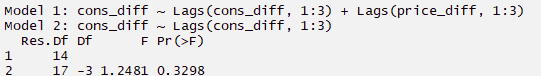 Model 1: cons_diff ~ Lags(cons_diff, 1:3) + Lags(price_diff, 1:3)
Model 2: cons_diff ~ Lags(cons_diff, 1:3)
  Res.Df Df      F Pr(>F)
1     14
2     17 -3 1.2481 0.3298